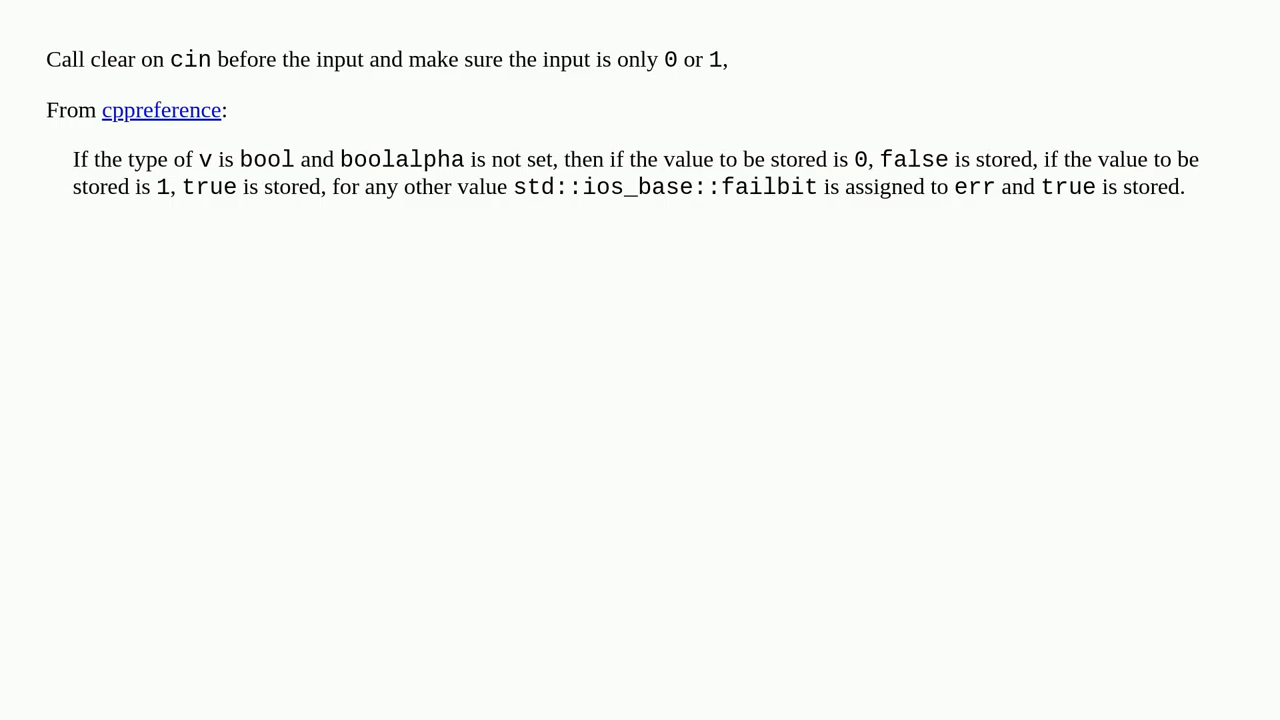 Call clear on cin before the input and make sure the input is only 0 or 1,
From cppreference:
If the type of v is bool and boolalpha is not set, then if the value to be stored is 0, false is stored, if the value to be
stored is 1, true is stored, for any other value std::ios_base::failbit is assigned to err and true is stored.